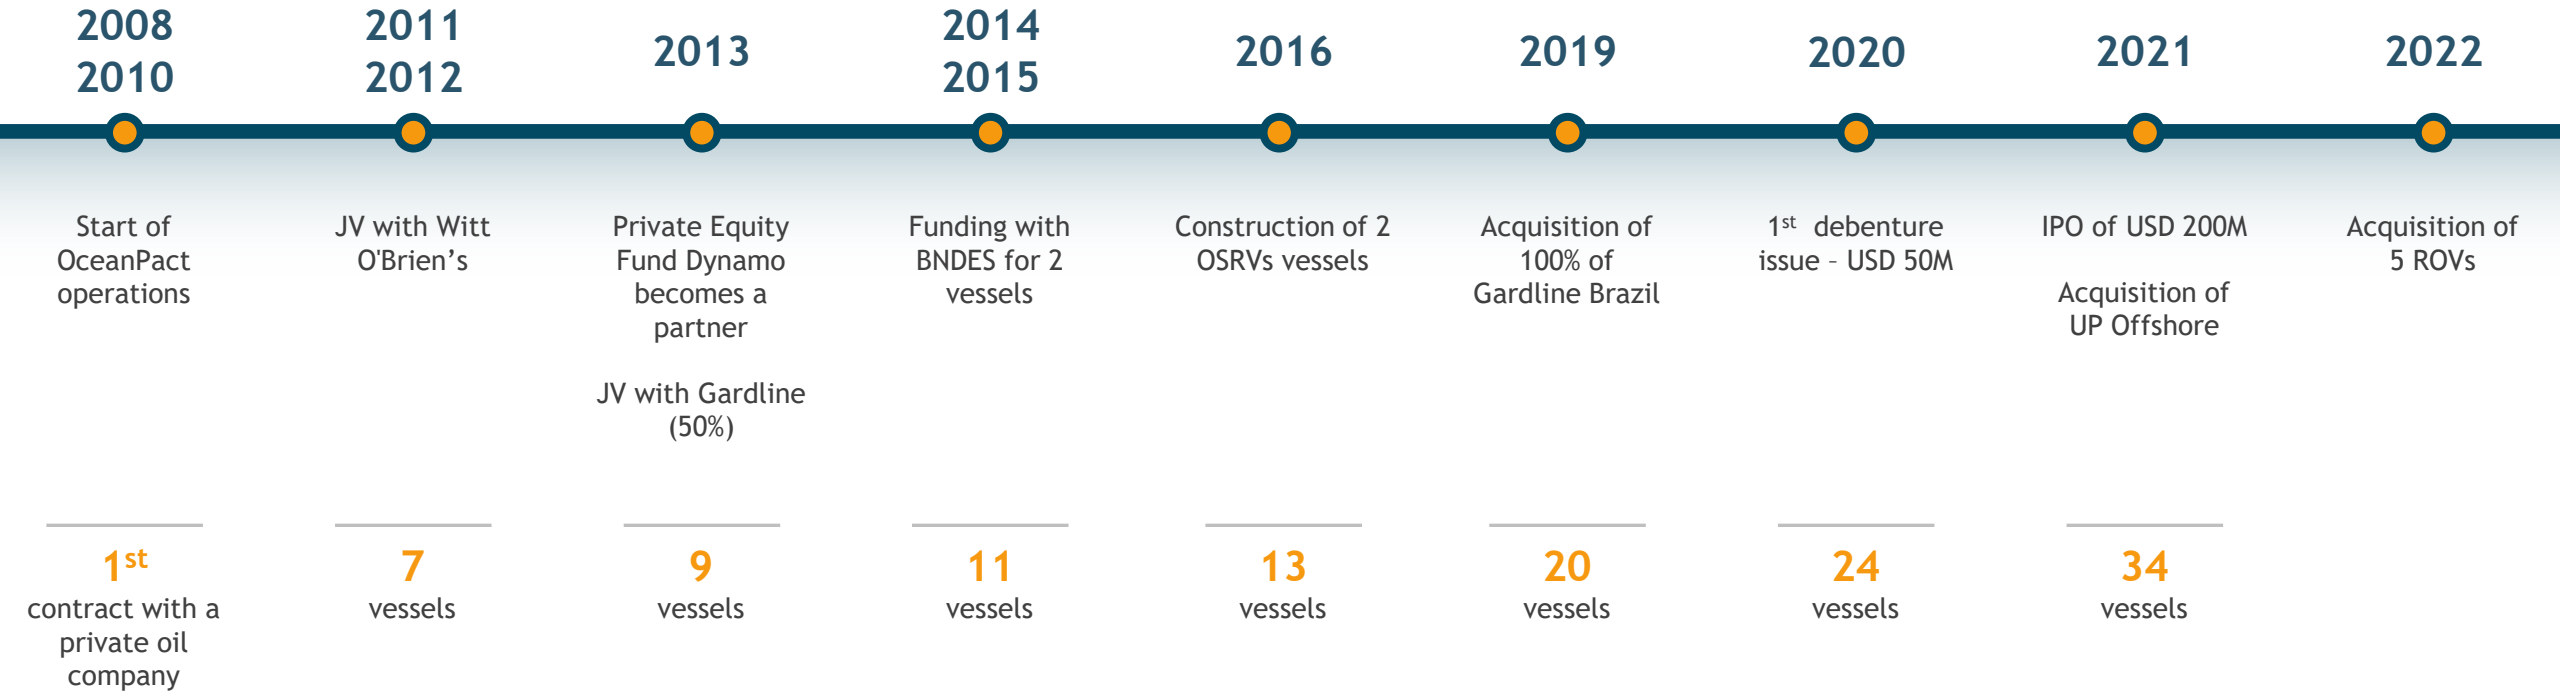 2008
2010
Start of
OceanPact
operations
1st
contract with a
private oil
company
2011
2012
JV with Witt
O'Brien’s
7
vessels
2013
Private Equity
Fund Dynamo
becomes a
partner
JV with Gardline
(50%)
9
vessels
2014
2015
Funding with
BNDES for 2
vessels
11
vessels
2016
Construction of 2
OSRVs vessels
13
vessels
2019
Acquisition of
100% of
Gardline Brazil
20
vessels
2020
1st debenture
issue – USD 50M
24
vessels
2021
IPO of USD 200M
Acquisition of
UP Offshore
34
vessels
2022
Acquisition of
5 ROVs